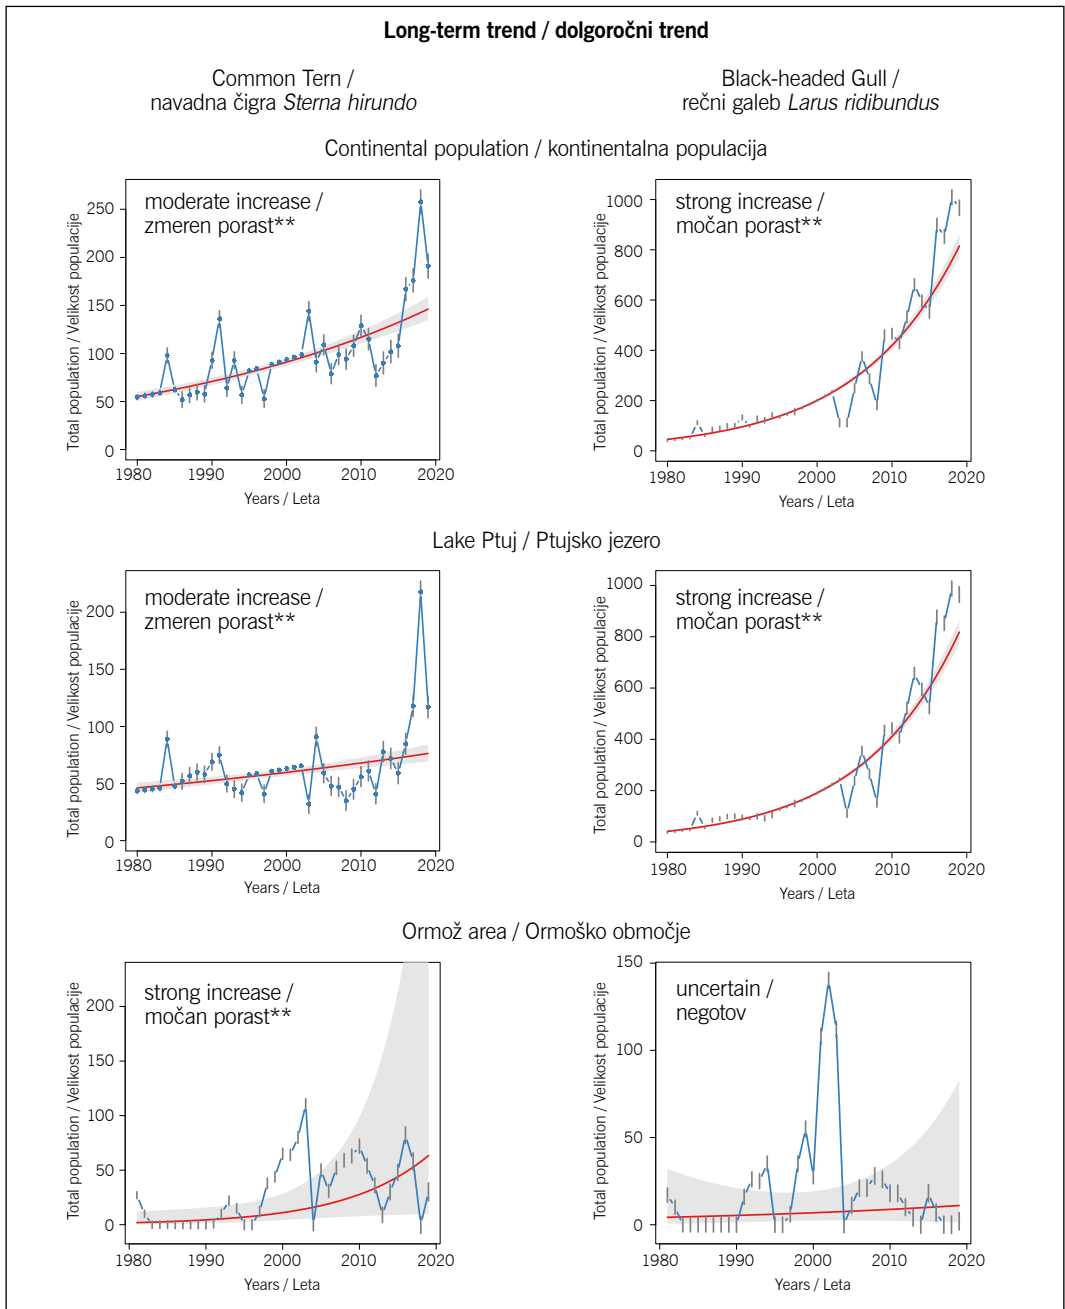 Long-term trend / dolgoročni trend
Common Tern /
navadna čigra Sterna hirundo
Black-headed Gull /
rečni galeb Larus ridibundus
Continental population / kontinentalna populacija
moderate increase /
zmeren porast**
Total population / Velikost populacije
250
200
150
100
50
0
1980 1990 2000 2010 2020
Years / Leta
strong increase /
močan porast**
Total population / Velikost populacije
1000
800
600
400
200
0
1980 1990 2000 2010 2020
Years / Leta
Lake Ptuj / Ptujsko jezero
moderate increase /
zmeren porast**
Total population / Velikost populacije
200
150
100
50
0
1980 1990 2000 2010 2020
Years / Leta
strong increase /
močan porast**
Total population / Velikost populacije
1000
800
600
400
200
0
1980 1990 2000 2010 2020
Years / Leta
Ormož area / Ormoško območje
strong increase /
močan porast**
Total population / Velikost populacije
200
150
100
50
0
1980 1990 2000 2010 2020
Years / Leta
uncertain /
negotov
Total population / Velikost populacije
150
100
50
0
1980 1990 2000 2010 2020
Years / Leta